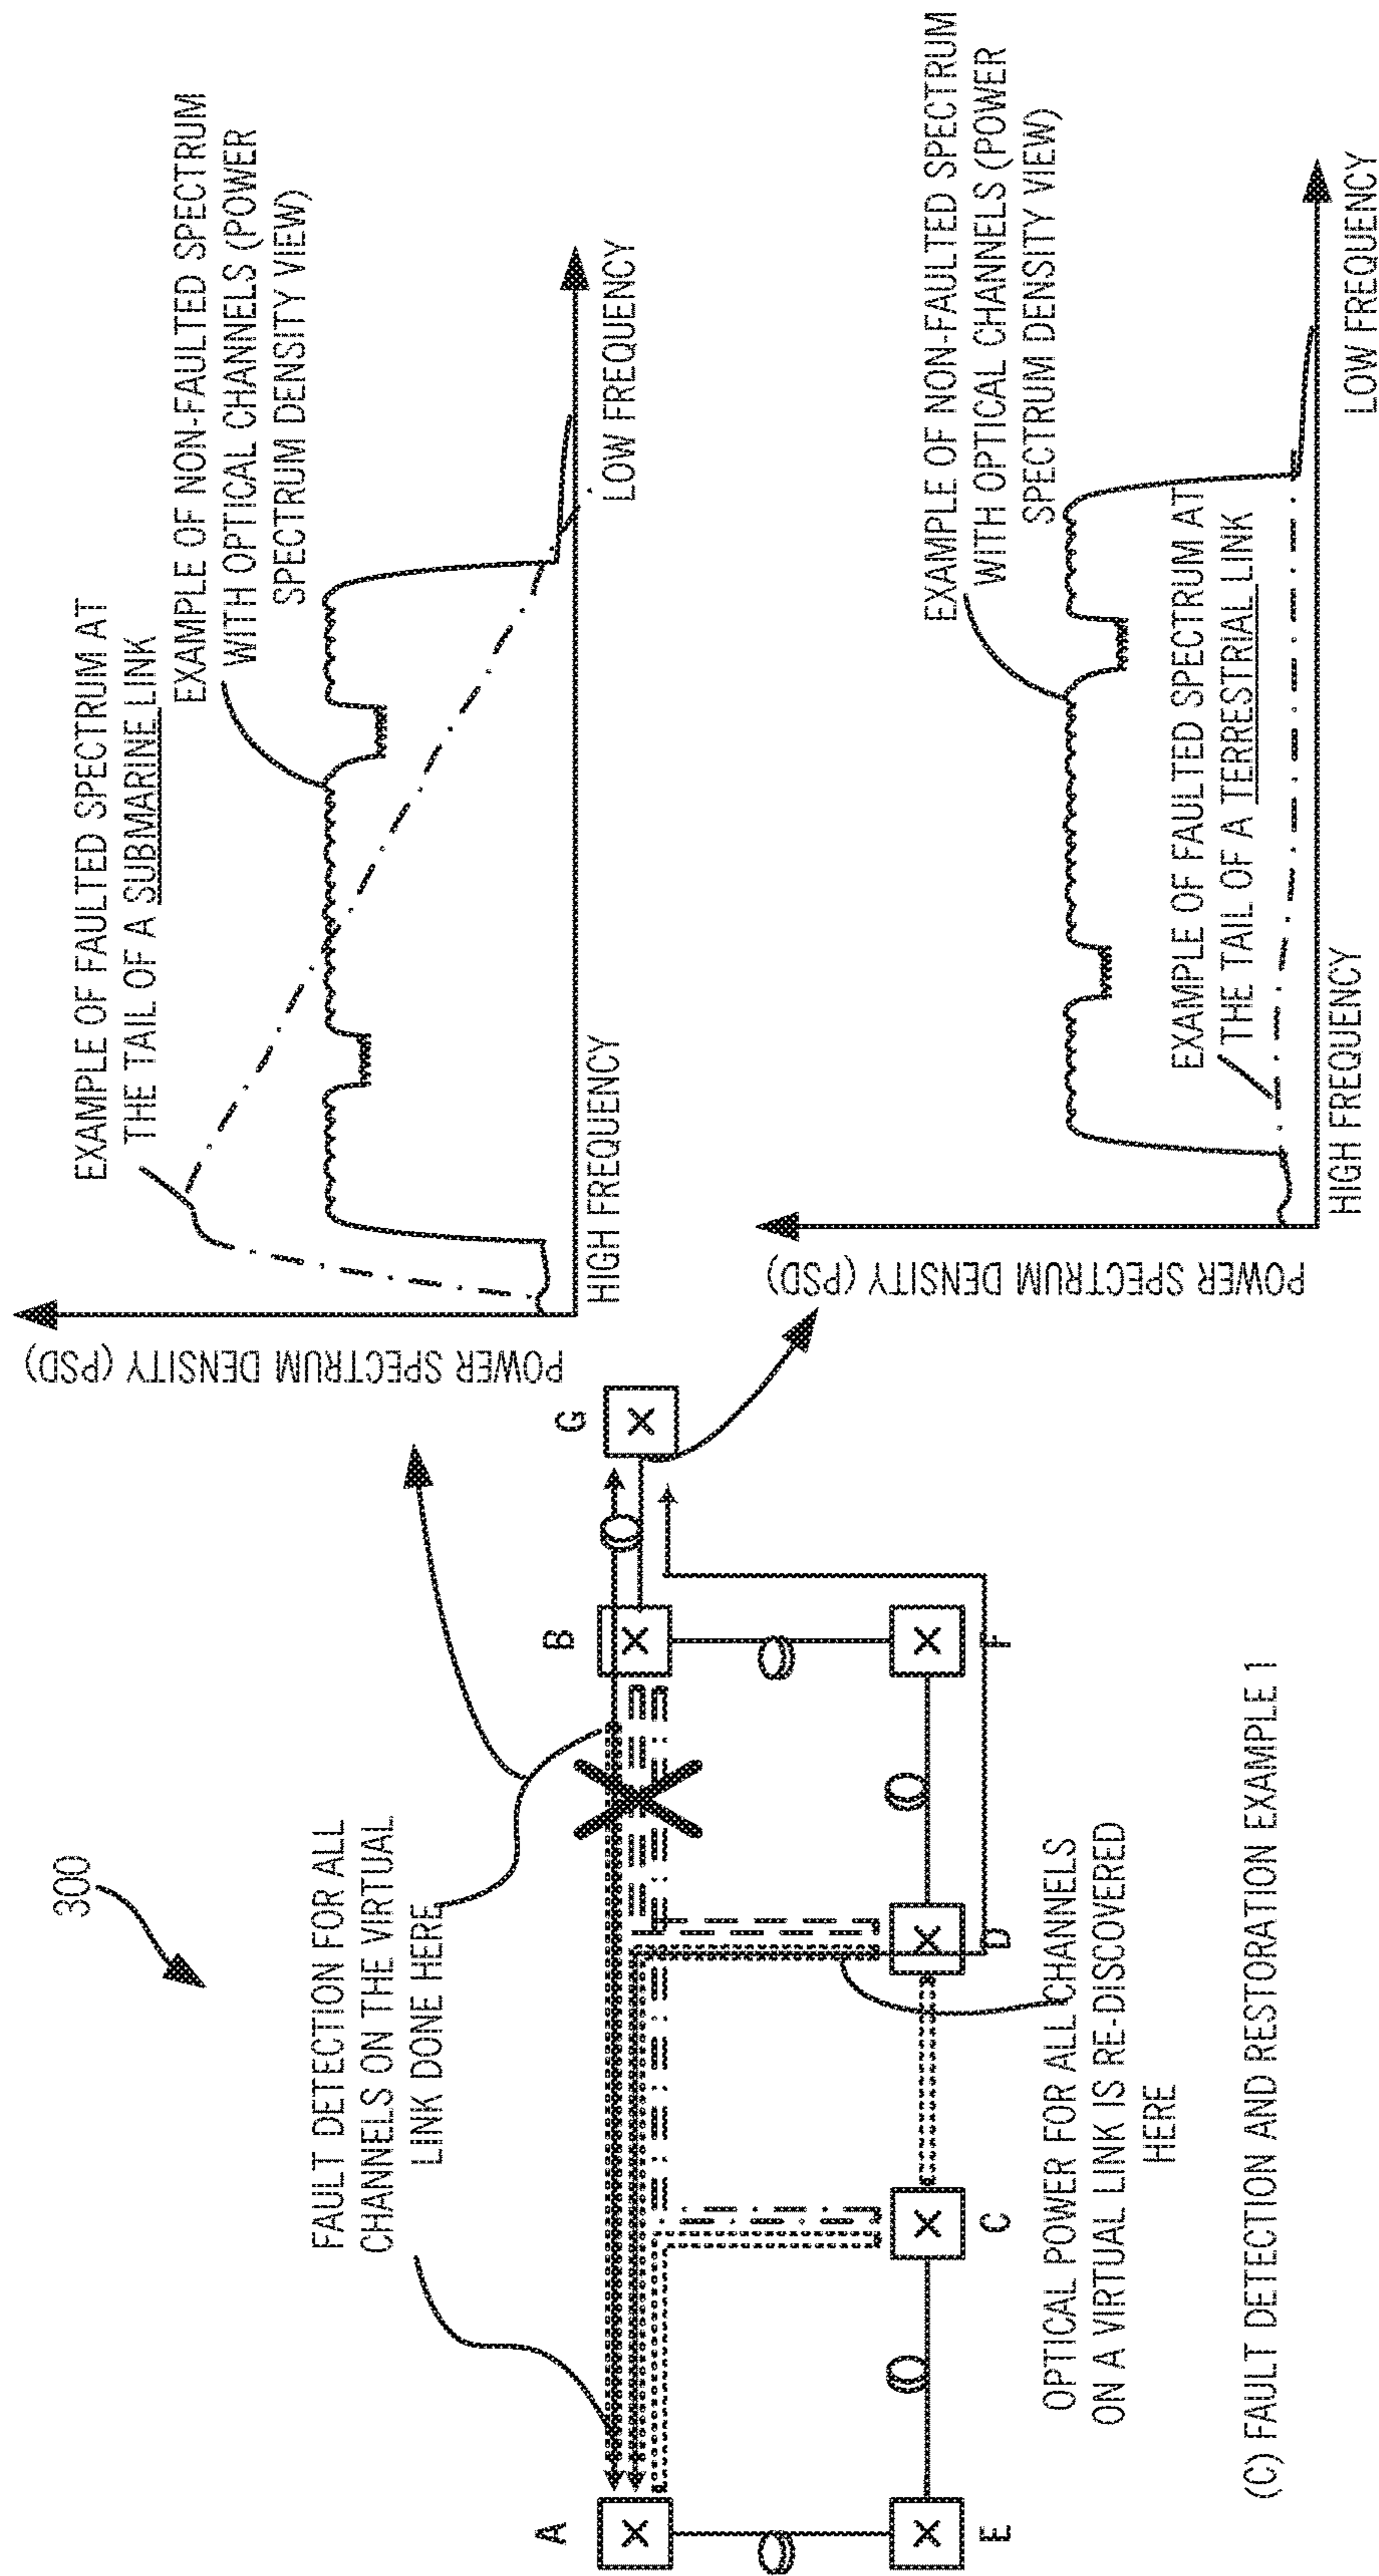 300
FAULT DETECTION FOR ALL
CHANNELS ON THE VIRTUAL
LINK DONE HERE
A
B
G
E
C
D
F
OPTICAL POWER FOR ALL CHANNELS
ON A VIRTUAL LINK IS RE-DISCOVERED
HERE
(C) FAULT DETECTION AND RESTORATION EXAMPLE 1
POWER SPECTRUM DENSITY (PSD)
EXAMPLE OF FAULTED SPECTRUM AT
THE TAIL OF A SUBMARINE LINK
EXAMPLE OF NON-FAULTED SPECTRUM
WITH OPTICAL CHANNELS (POWER
SPECTRUM DENSITY VIEW)
HIGH FREQUENCY
LOW FREQUENCY
POWER SPECTRUM DENSITY (PSD)
EXAMPLE OF NON-FAULTED SPECTRUM
WITH OPTICAL CHANNELS (POWER
SPECTRUM DENSITY VIEW)
EXAMPLE OF FAULTED SPECTRUM AT
THE TAIL OF A TERRESTRIAL LINK
HIGH FREQUENCY
LOW FREQUENCY